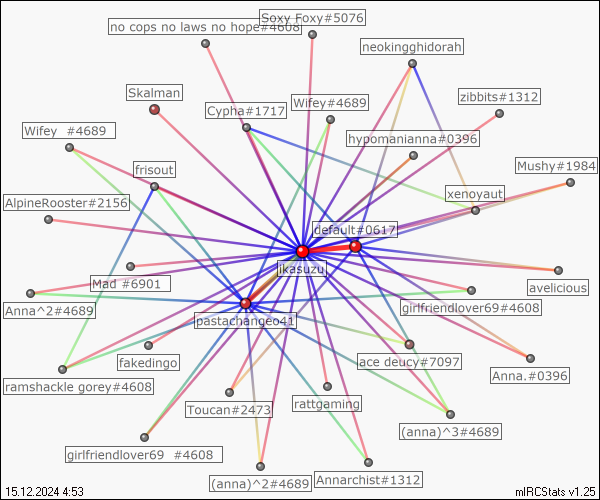 Soxy Foxy#5076
no cops no laws no hope#4608
neokingghidorah
Skalman
zibbits#1312
Wifey#4689
Cypha#1717
Wifey  #4689
hypomanianna#0396
Mushy#1984
frisout
xenoyaut
AlpineRooster#2156
default#0617
ikasuzu
Mad #6901
avelicious
Anna^2#4689
girlfriendlover69#4608
pastachanceo41
fakedingo
ace deucy#7097
Anna.#0396
ramshackle gorey#4608
rattgaming
Toucan#2473
(anna)^3#4689
girlfriendlover69  #4608
Annarchist#1312
(anna)^2#4689
15.12.2024 4:53
mIRCStats v1.25